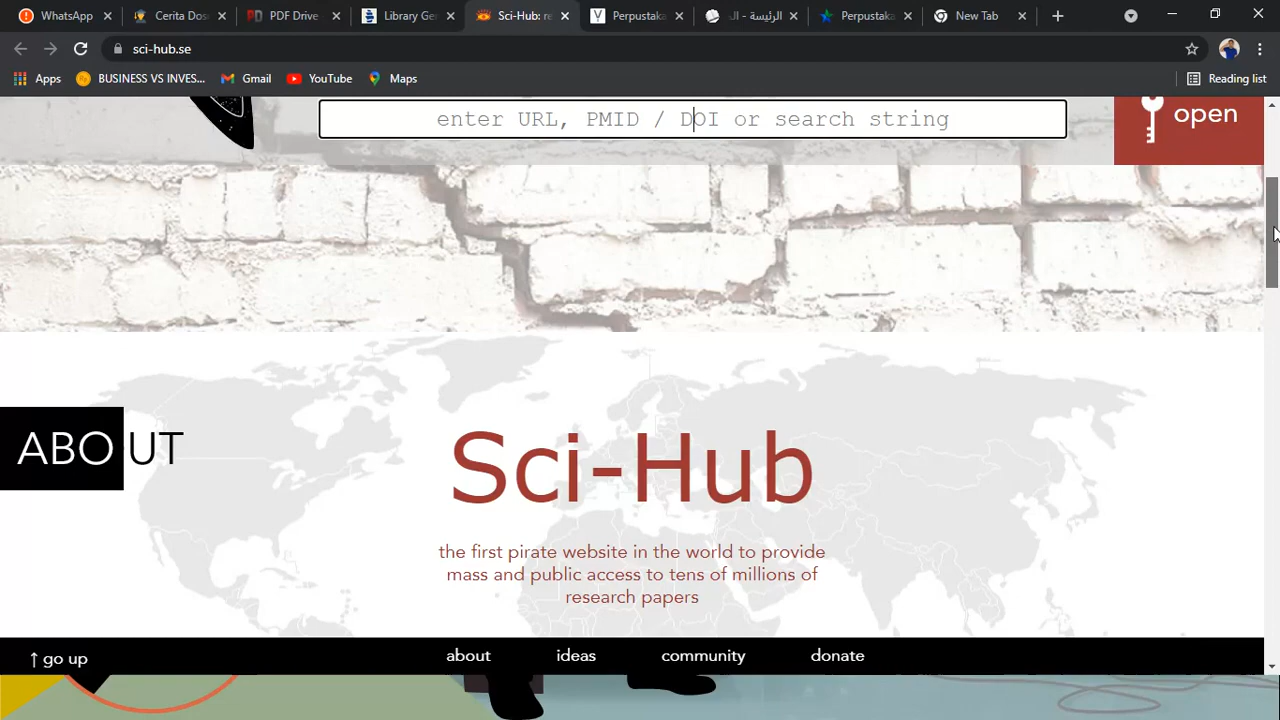 WhatsApp
Cerita Dos
PDF Drive
Library Ge
Sci-Hub: re
Perpustaka
الرئيسة - ال
Perpustaka
New Tab
sci-hub.se
Apps
BUSINESS VS INVES...
Gmail
YouTube
Maps
Reading list
enter URL, PMID / DOI or search string
open
ABOUT
Sci-Hub
the first pirate website in the world to provide
mass and public access to tens of millions of
research papers
↑ go up
about
ideas
community
donate